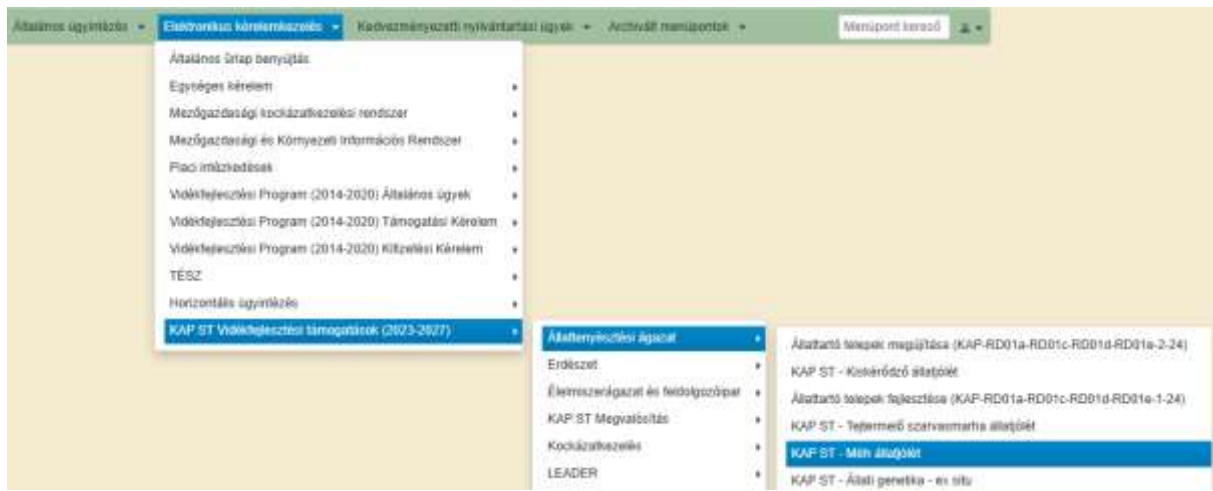 Általános ügyintézés Elektronikus kérelemkezelés Kedvezményezetti nyilvántartási ügyek Archivált menüpontok Menüpont kereső
Általános űrlap benyújtás
Egységes kérelem
Mezőgazdasági kockázatkezelési rendszer
Mezőgazdasági és Környezeti Információs Rendszer
Piaci intézkedések
Vidékfejlesztési Program (2014-2020) Általános ügyek
Vidékfejlesztési Program (2014-2020) Támogatási Kérelem
Vidékfejlesztési Program (2014-2020) Kifizetési Kérelem
TÉSZ
Horizontális ügyintézés
KAP ST Vidékfejlesztési támogatások (2023-2027)
Állattenyésztési ágazat
Erdészet
Élelmiszerágazat és feldolgozóipar
KAP ST Megvalósítás
Kockázatkezelés
LEADER
Állattartó telepek megújítása (KAP-RD01a-RD01c-RD01d-RD01e-2-24)
KAP ST - Kiskérődző állatjólét
Állattartó telepek fejlesztése (KAP-RD01a-RD01c-RD01d-RD01e-1-24)
KAP ST - Tejtermelő szarvasmarha állatjólét
KAP ST - Méh állatjólét
KAP ST - Állati genetika - ex situ